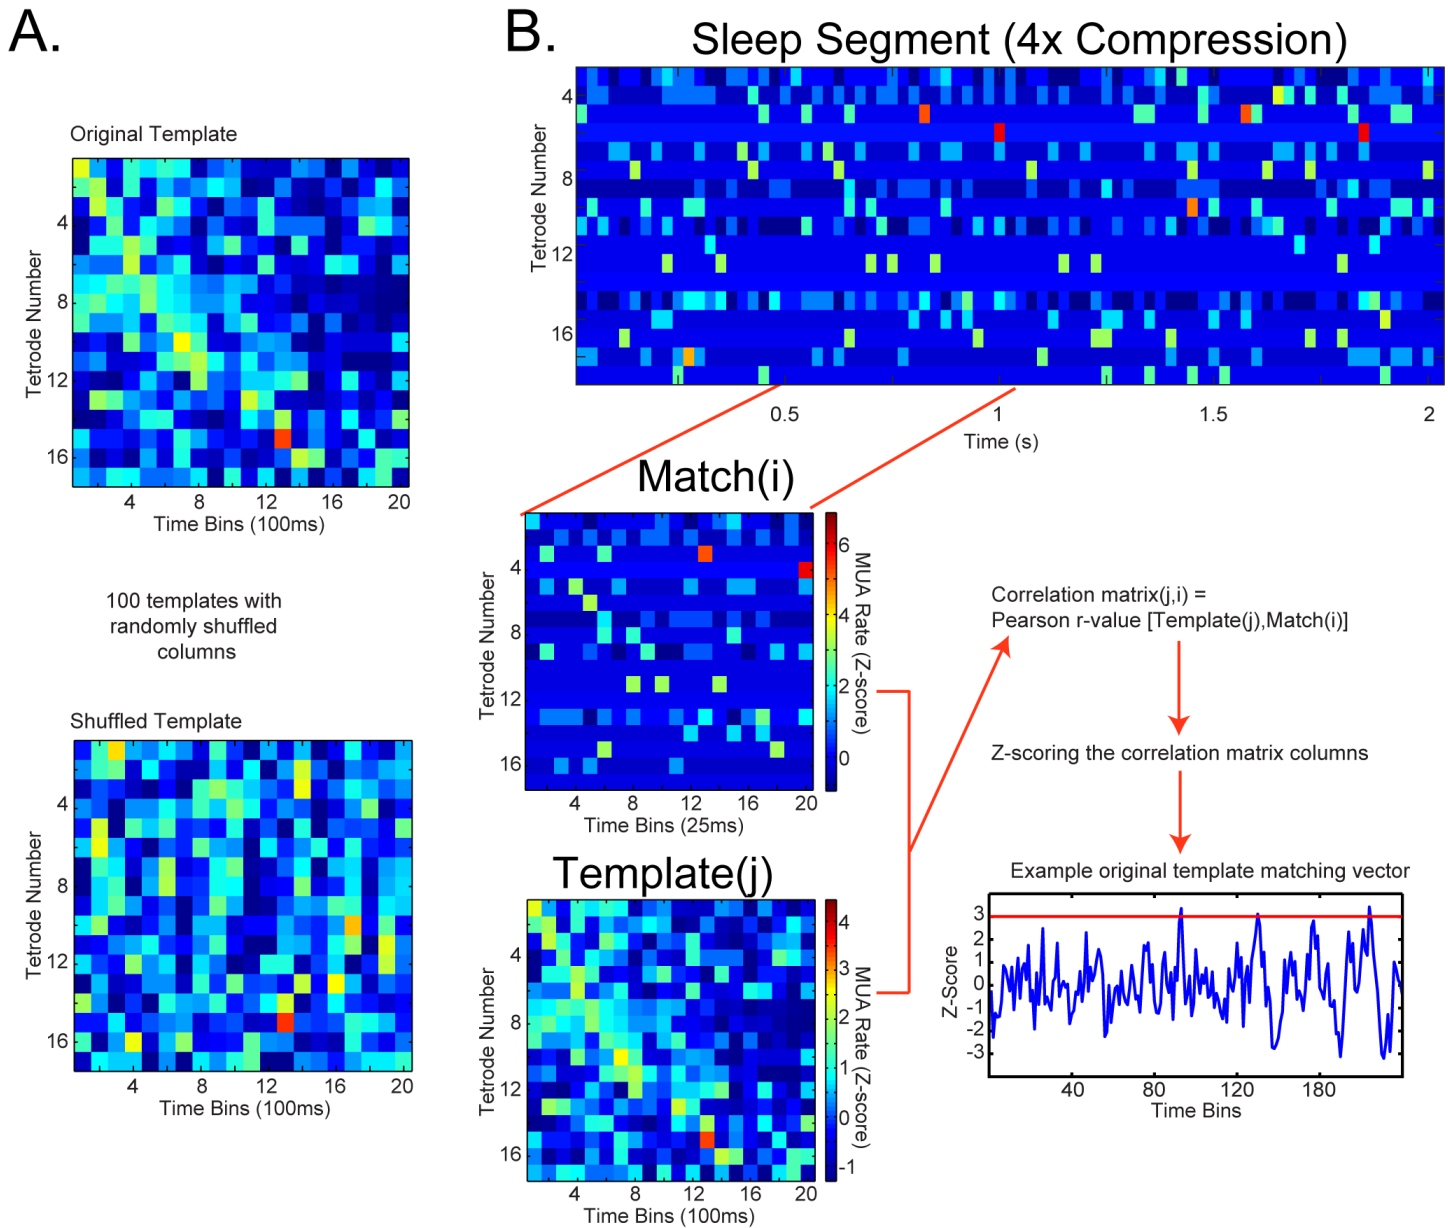 A.
Original Template
Tetrode Number
4
8
12
16
4 8 12 16 20
Time Bins (100ms)
100 templates with
randomly shuffled
columns
Shuffled Template
Tetrode Number
4
8
12
16
4 8 12 16 20
Time Bins (100ms)
B.
Sleep Segment (4x Compression)
Tetrode Number
4
8
12
16
0.5 1 1.5 2
Time (s)
Match(i)
Tetrode Number
4
8
12
16
4 8 12 16 20
Time Bins (25ms)
6
4
2
0
MUA Rate (Z-score)
Template(j)
Tetrode Number
4
8
12
16
4 8 12 16 20
Time Bins (100ms)
4
3
2
1
0
-1
MUA Rate (Z-score)
Correlation matrix(j,i) =
Pearson r-value [Template(j),Match(i)]
Z-scoring the correlation matrix columns
Example original template matching vector
Z-Score
3
2
1
0
-1
-2
-3
40 80 120 180
Time Bins